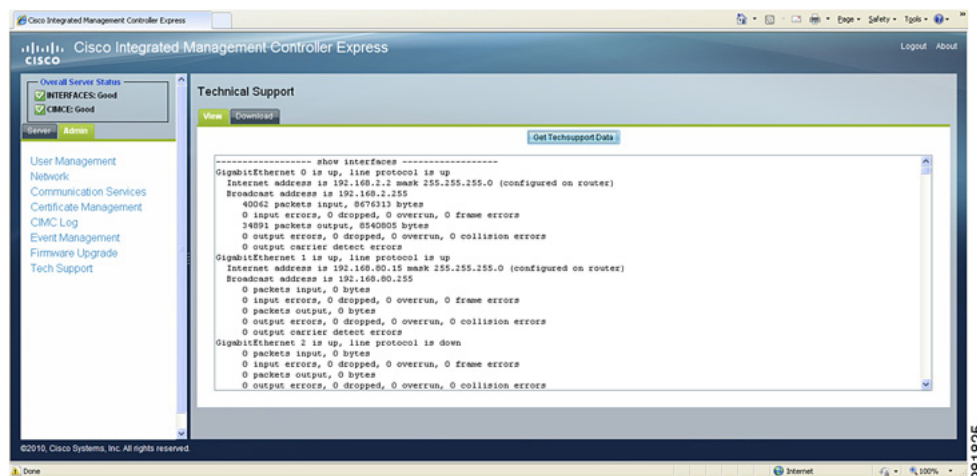 Cisco Integrated Management Controller Express
Page Safety Tools
CISCO Cisco Integrated Management Controller Express
Logout About
Overall Server Status
INTERFACES: Good
CIMCE: Good
Server Admin
User Management
Network
Communication Services
Certificate Management
CIMC Log
Event Management
Firmware Upgrade
Tech Support
Technical Support
View Download
Get Techsupport Data
------------------ show interfaces ------------------
GigabitEthernet 0 is up, line protocol is up
Internet address is 192.168.2.2 mask 255.255.255.0 (configured on router)
Broadcast address is 192.168.2.255
40062 packets input, 8676313 bytes
0 input errors, 0 dropped, 0 overrun, 0 frame errors
34891 packets output, 8540805 bytes
0 output errors, 0 dropped, 0 overrun, 0 collision errors
0 output carrier detect errors
GigabitEthernet 1 is up, line protocol is up
Internet address is 192.168.80.15 mask 255.255.255.0 (configured on router)
Broadcast address is 192.168.80.255
0 packets input, 0 bytes
0 input errors, 0 dropped, 0 overrun, 0 frame errors
0 packets output, 0 bytes
0 output errors, 0 dropped, 0 overrun, 0 collision errors
0 output carrier detect errors
GigabitEthernet 2 is up, line protocol is down
0 packets input, 0 bytes
0 input errors, 0 dropped, 0 overrun, 0 frame errors
0 packets output, 0 bytes
0 output errors, 0 dropped, 0 overrun, 0 collision errors
©2010, Cisco Systems, Inc. All rights reserved.
Done
Internet
100%